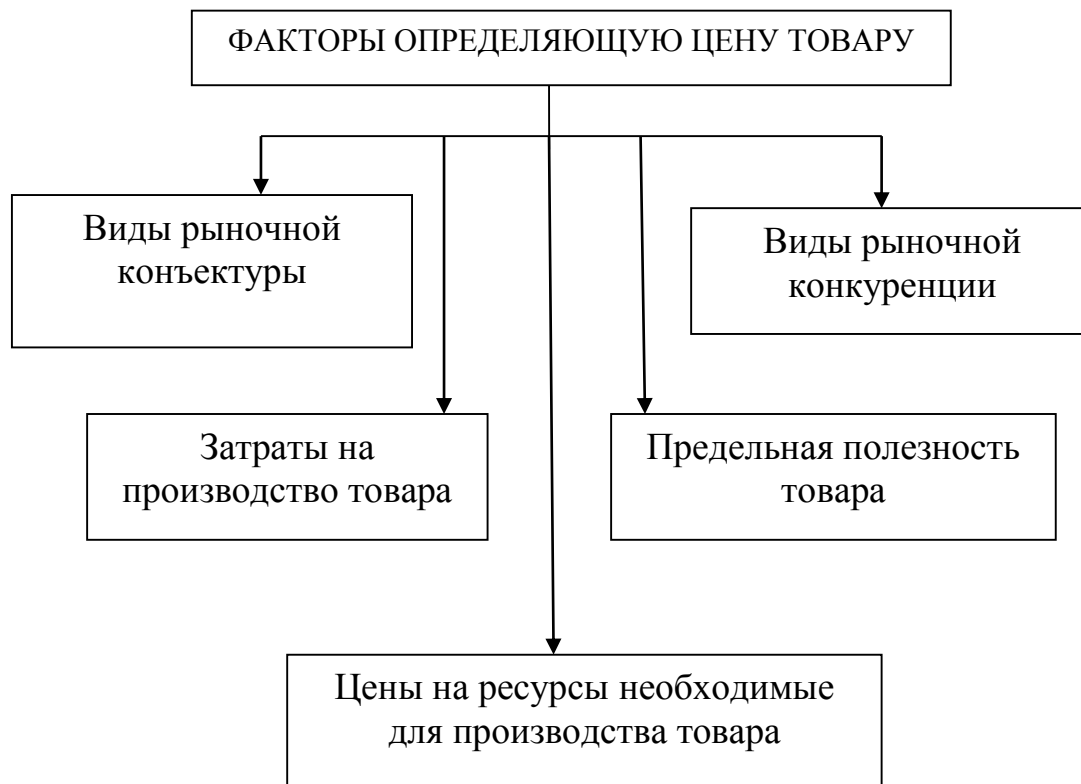 ФАКТОРЫ ОПРЕДЕЛЯЮЩУЮ ЦЕНУ ТОВАРУ
Виды рыночной
конъектуры
Виды рыночной
конкуренции
Затраты на
производство товара
Предельная полезность
товара
Цены на ресурсы необходимые
для производства товара